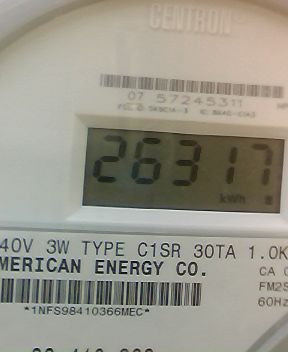 CENTRON
07 57245311
26317
kWh
40V 3W TYPE C1SR 30TA 1.0K
MERICAN ENERGY CO.
CA
FM2S
60Hz
*1NFS98410366MEC*